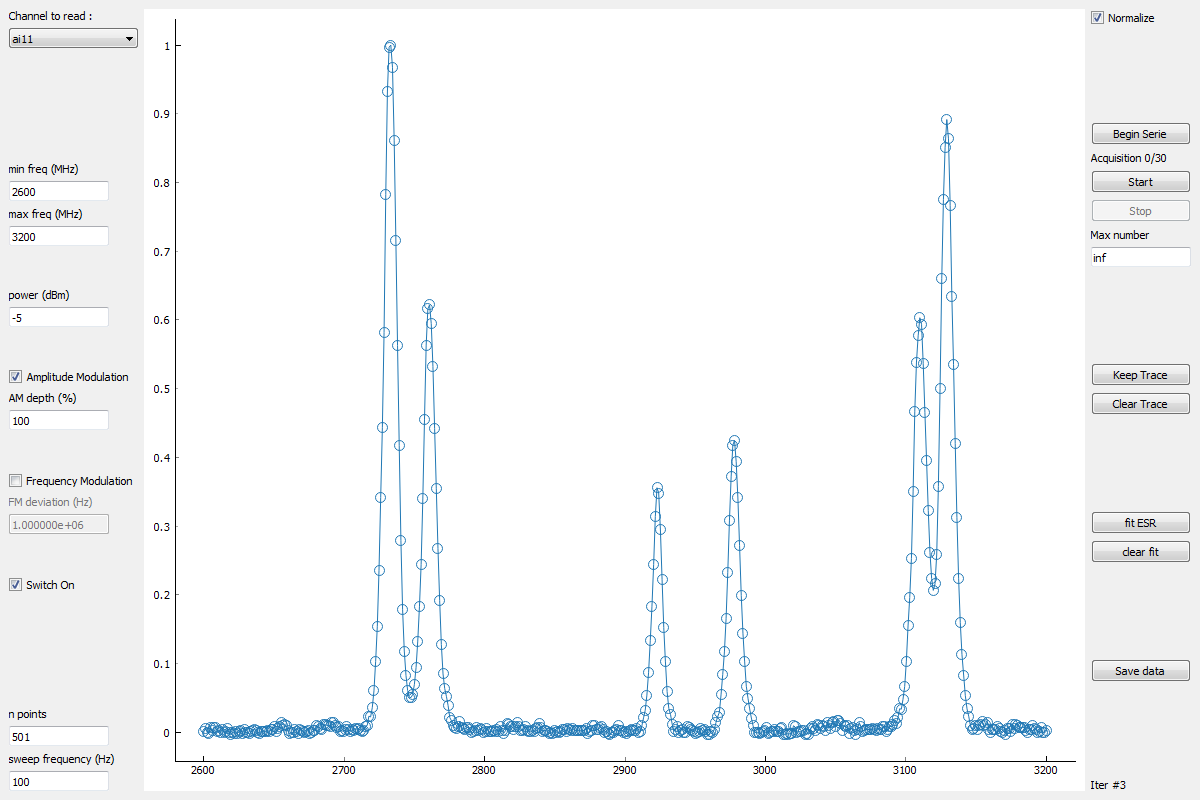 Channel to read :
ai11
min freq (MHz)
2600
max freq (MHz)
3200
power (dBm)
-5
Amplitude Modulation
AM depth (%)
100
Frequency Modulation
FM deviation (Hz)
1.000000e+06
Switch On
n points
501
sweep frequency (Hz)
100
1
0.9
0.8
0.7
0.6
0.5
0.4
0.3
0.2
0.1
0
2600 2700 2800 2900 3000 3100 3200
Normalize
Begin Serie
Acquisition 0/30
Start
Stop
Max number
inf
Keep Trace
Clear Trace
fit ESR
clear fit
Save data
Iter #3